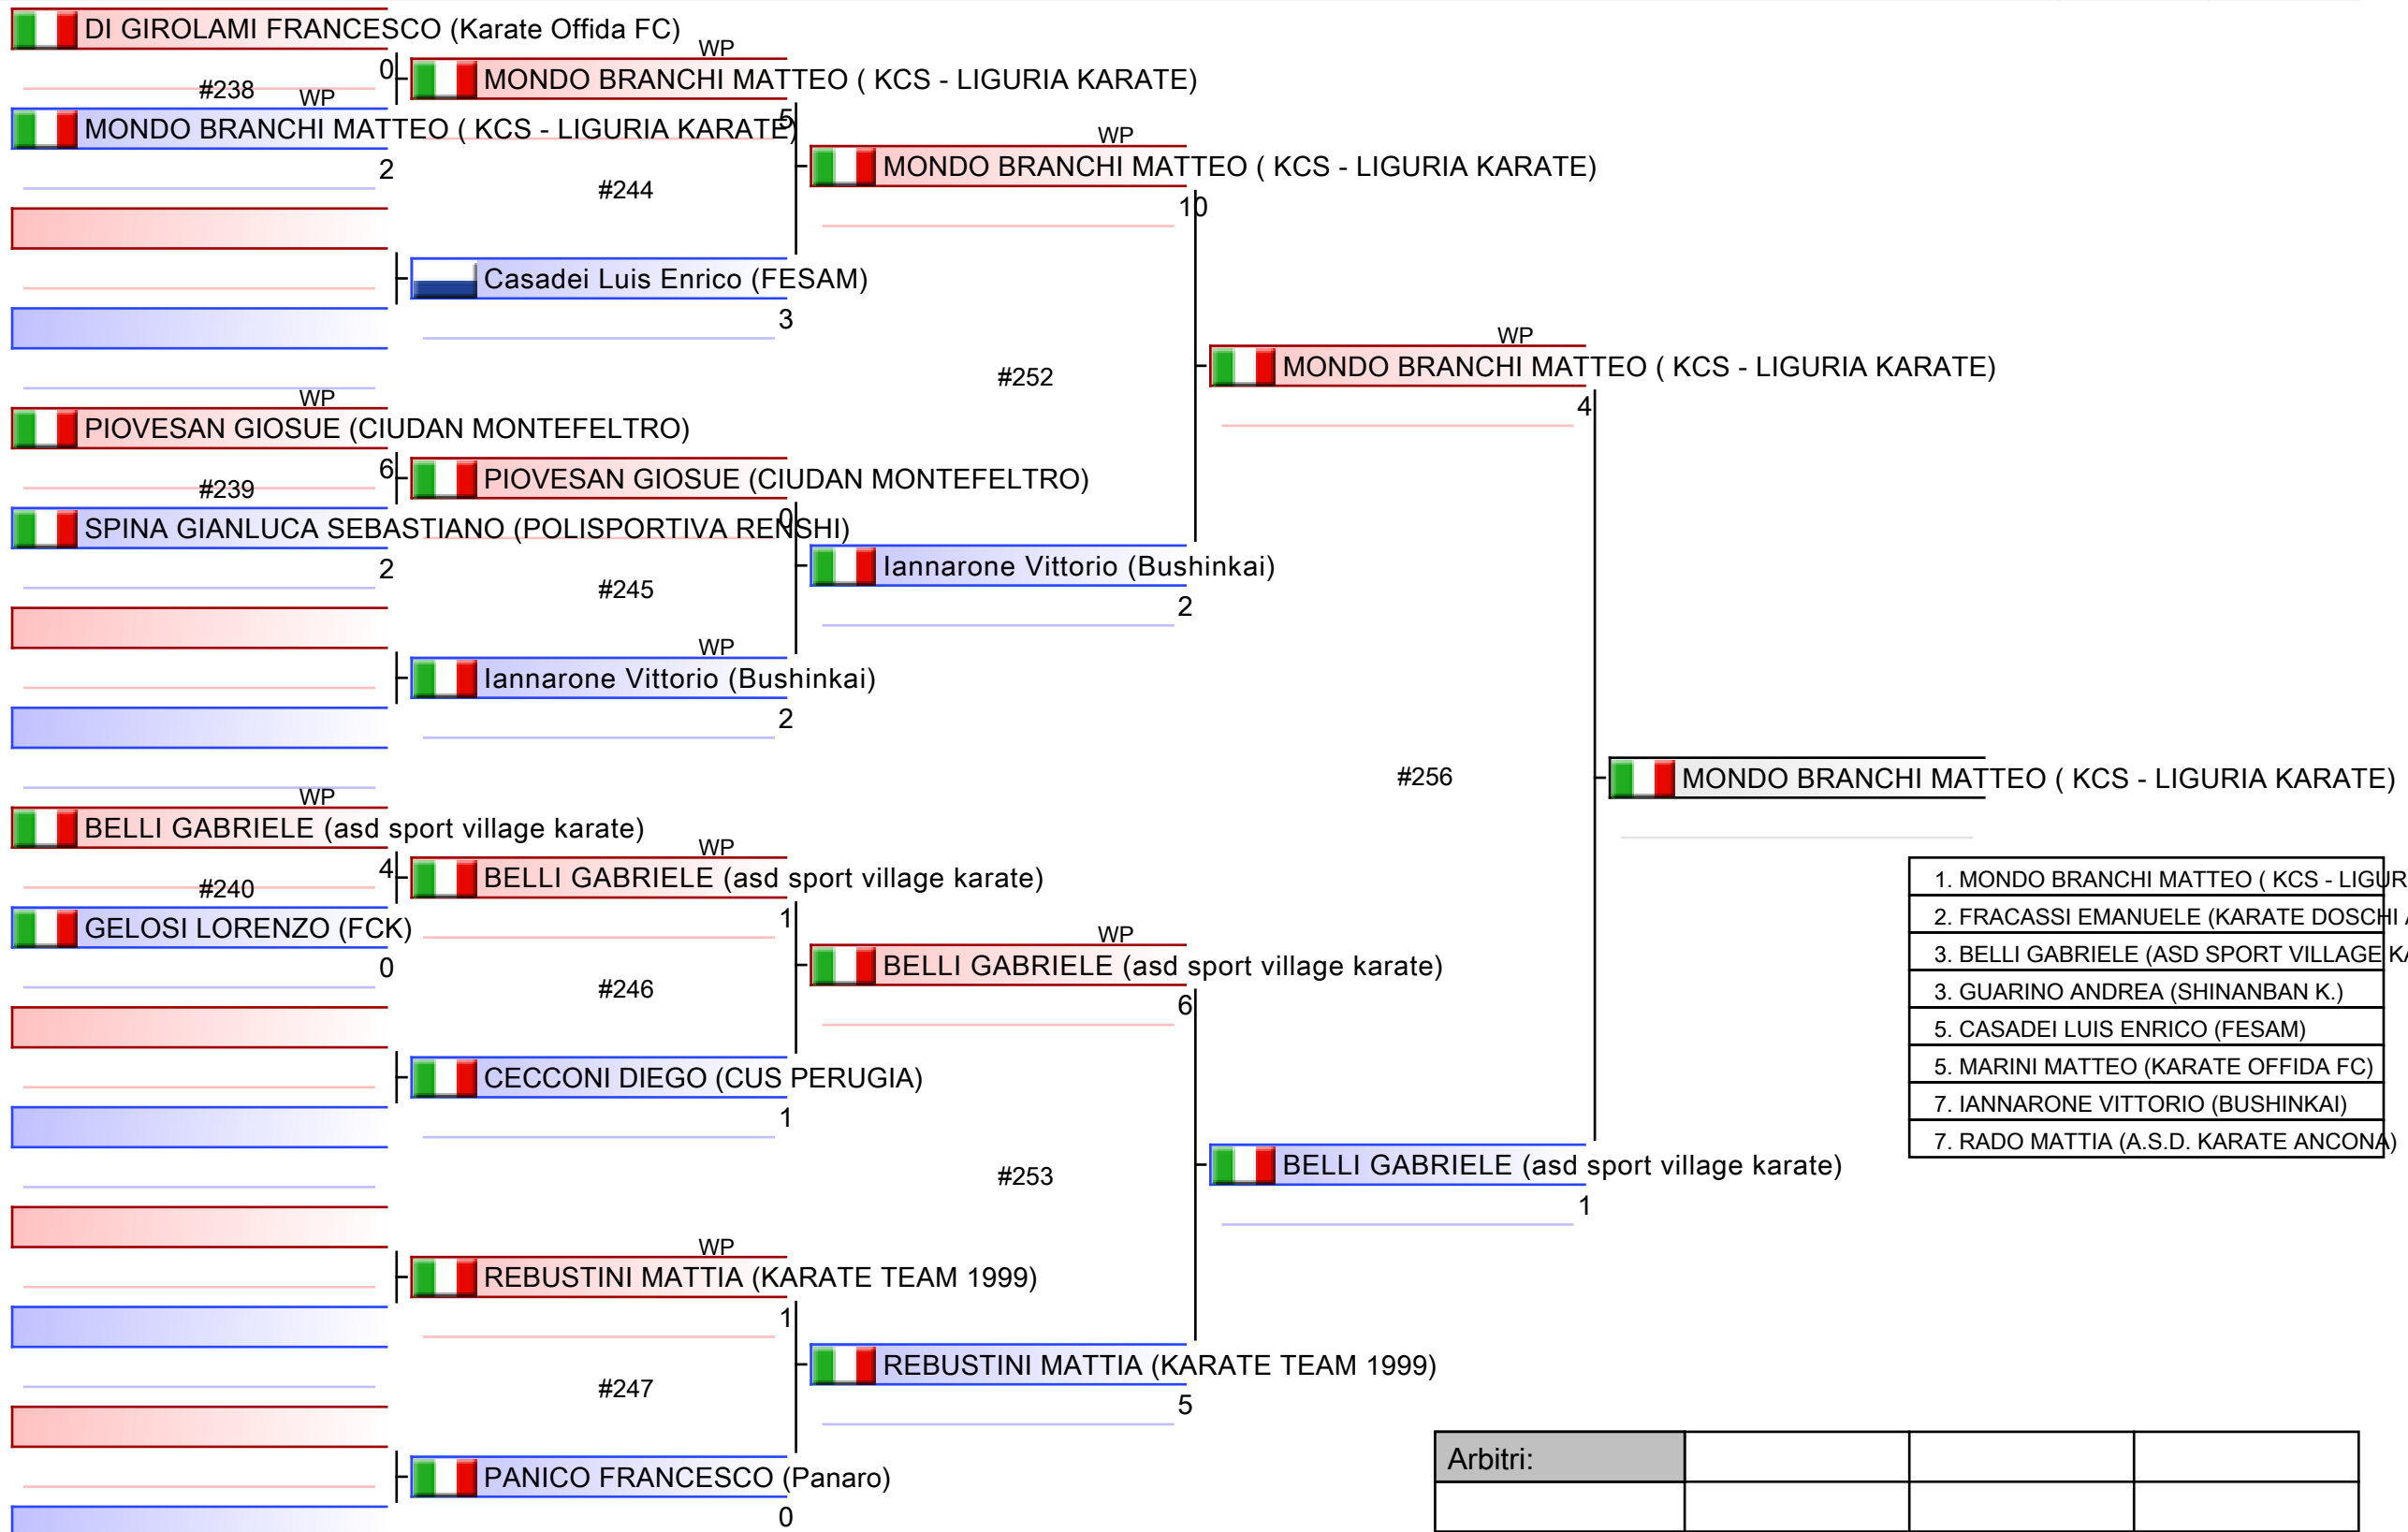 DI GIROLAMI FRANCESCO (Karate Offida FC)
0
#238
WP
MONDO BRANCHI MATTEO ( KCS - LIGURIA KARATE)
2
WP
PIOVESAN GIOSUE (CIUDAN MONTEFELTRO)
6
#239
SPINA GIANLUCA SEBASTIANO (POLISPORTIVA RENSHI)
2
WP
BELLI GABRIELE (asd sport village karate)
4
#240
GELOSI LORENZO (FCK)
0
WP
MONDO BRANCHI MATTEO ( KCS - LIGURIA KARATE)
5
#244
Casadei Luis Enrico (FESAM)
3
PIOVESAN GIOSUE (CIUDAN MONTEFELTRO)
0
#245
WP
Iannarone Vittorio (Bushinkai)
2
WP
BELLI GABRIELE (asd sport village karate)
1
#246
CECCONI DIEGO (CUS PERUGIA)
1
WP
REBUSTINI MATTIA (KARATE TEAM 1999)
1
#247
PANICO FRANCESCO (Panaro)
0
WP
MONDO BRANCHI MATTEO ( KCS - LIGURIA KARATE)
10
#252
Iannarone Vittorio (Bushinkai)
2
WP
BELLI GABRIELE (asd sport village karate)
6
#253
REBUSTINI MATTIA (KARATE TEAM 1999)
5
WP
MONDO BRANCHI MATTEO ( KCS - LIGURIA KARATE)
4
#256
BELLI GABRIELE (asd sport village karate)
1
MONDO BRANCHI MATTEO ( KCS - LIGURIA KARATE)
1. MONDO BRANCHI MATTEO ( KCS - LIGUR
2. FRACASSI EMANUELE (KARATE DOSCHI
3. BELLI GABRIELE (ASD SPORT VILLAGE KA
3. GUARINO ANDREA (SHINANBAN K.)
5. CASADEI LUIS ENRICO (FESAM)
5. MARINI MATTEO (KARATE OFFIDA FC)
7. IANNARONE VITTORIO (BUSHINKAI)
7. RADO MATTIA (A.S.D. KARATE ANCONA)
Arbitri: